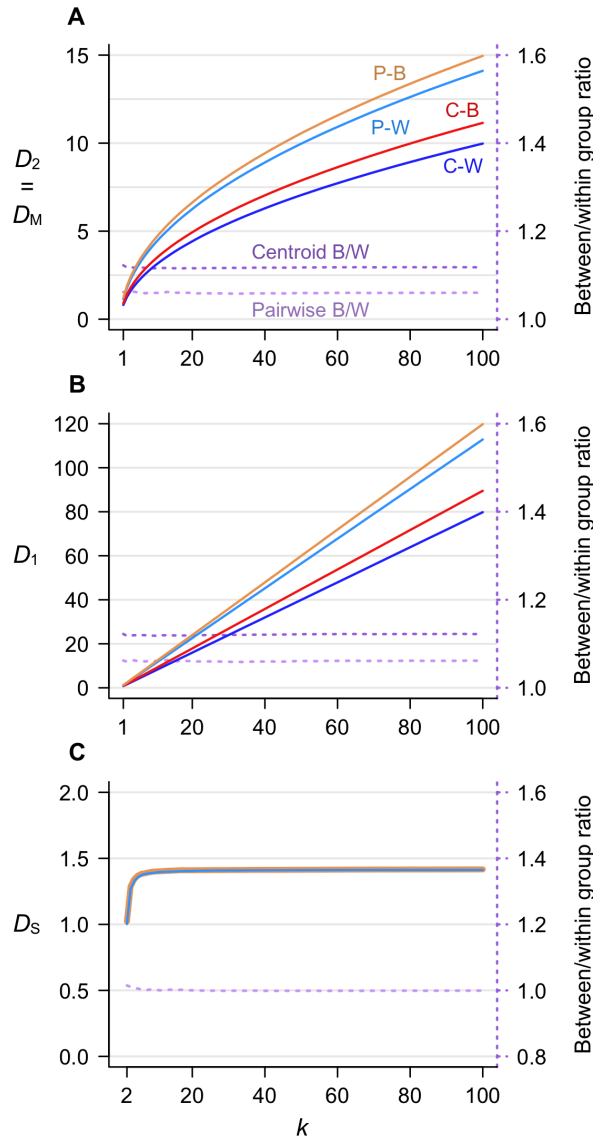 A
15
10
5
0
D2
=
DM
P-B
P-W
C-B
C-W
Centroid B/W
Pairwise B/W
1.6
1.4
1.2
1.0
Between/within group ratio
1 20 40 60 80 100
B
120
100
80
60
40
20
0
D1
1.6
1.4
1.2
1.0
Between/within group ratio
1 20 40 60 80 100
C
2.0
1.5
1.0
0.5
0.0
DS
1.6
1.4
1.2
1.0
0.8
Between/within group ratio
2 20 40 60 80 100
k